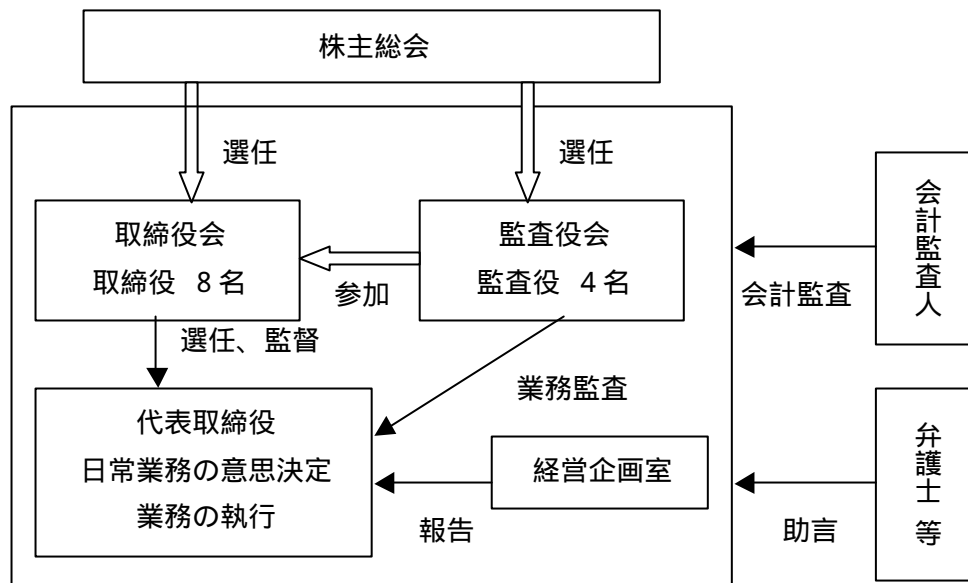 株主総会
選任
選任
取締役会
取締役 8名
監査役会
監査役 4名
参加
会計監査人
会計監査
選任、監督
業務監査
代表取締役
日常業務の意思決定
業務の執行
経営企画室
報告
弁護士 等
助言